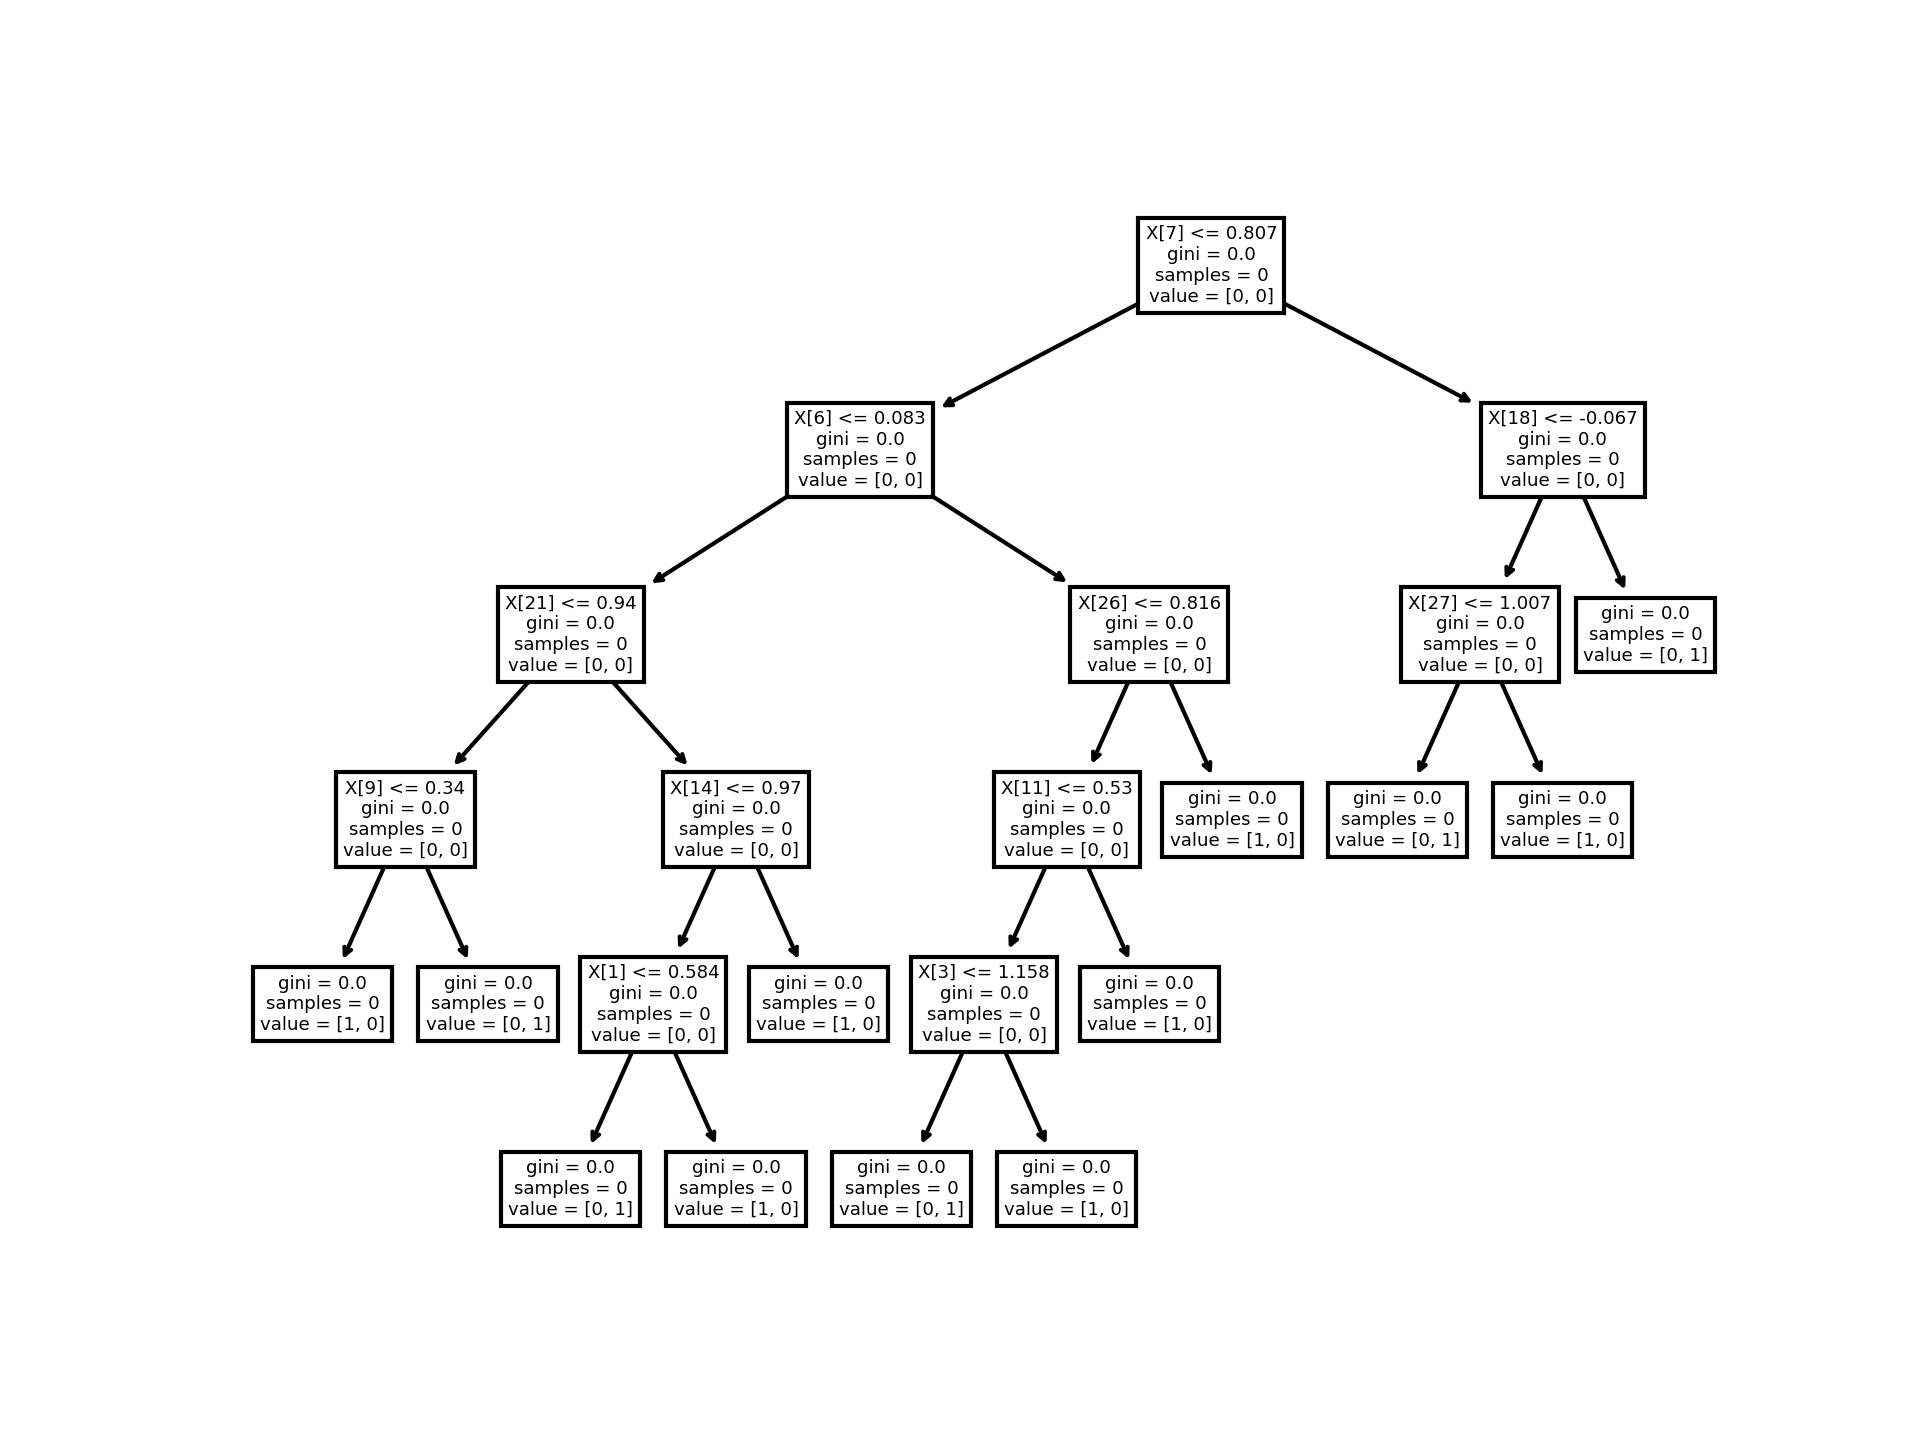 X[7] <= 0.807
gini = 0.0
samples = 0
value = [0, 0]
X[6] <= 0.083
gini = 0.0
samples = 0
value = [0, 0]
X[18] <= -0.067
gini = 0.0
samples = 0
value = [0, 0]
X[21] <= 0.94
gini = 0.0
samples = 0
value = [0, 0]
X[26] <= 0.816
gini = 0.0
samples = 0
value = [0, 0]
X[27] <= 1.007
gini = 0.0
samples = 0
value = [0, 0]
gini = 0.0
samples = 0
value = [0, 1]
X[9] <= 0.34
gini = 0.0
samples = 0
value = [0, 0]
X[14] <= 0.97
gini = 0.0
samples = 0
value = [0, 0]
X[11] <= 0.53
gini = 0.0
samples = 0
value = [0, 0]
gini = 0.0
samples = 0
value = [1, 0]
gini = 0.0
samples = 0
value = [0, 1]
gini = 0.0
samples = 0
value = [1, 0]
gini = 0.0
samples = 0
value = [1, 0]
gini = 0.0
samples = 0
value = [0, 1]
X[1] <= 0.584
gini = 0.0
samples = 0
value = [0, 0]
gini = 0.0
samples = 0
value = [1, 0]
X[3] <= 1.158
gini = 0.0
samples = 0
value = [0, 0]
gini = 0.0
samples = 0
value = [1, 0]
gini = 0.0
samples = 0
value = [0, 1]
gini = 0.0
samples = 0
value = [1, 0]
gini = 0.0
samples = 0
value = [0, 1]
gini = 0.0
samples = 0
value = [1, 0]